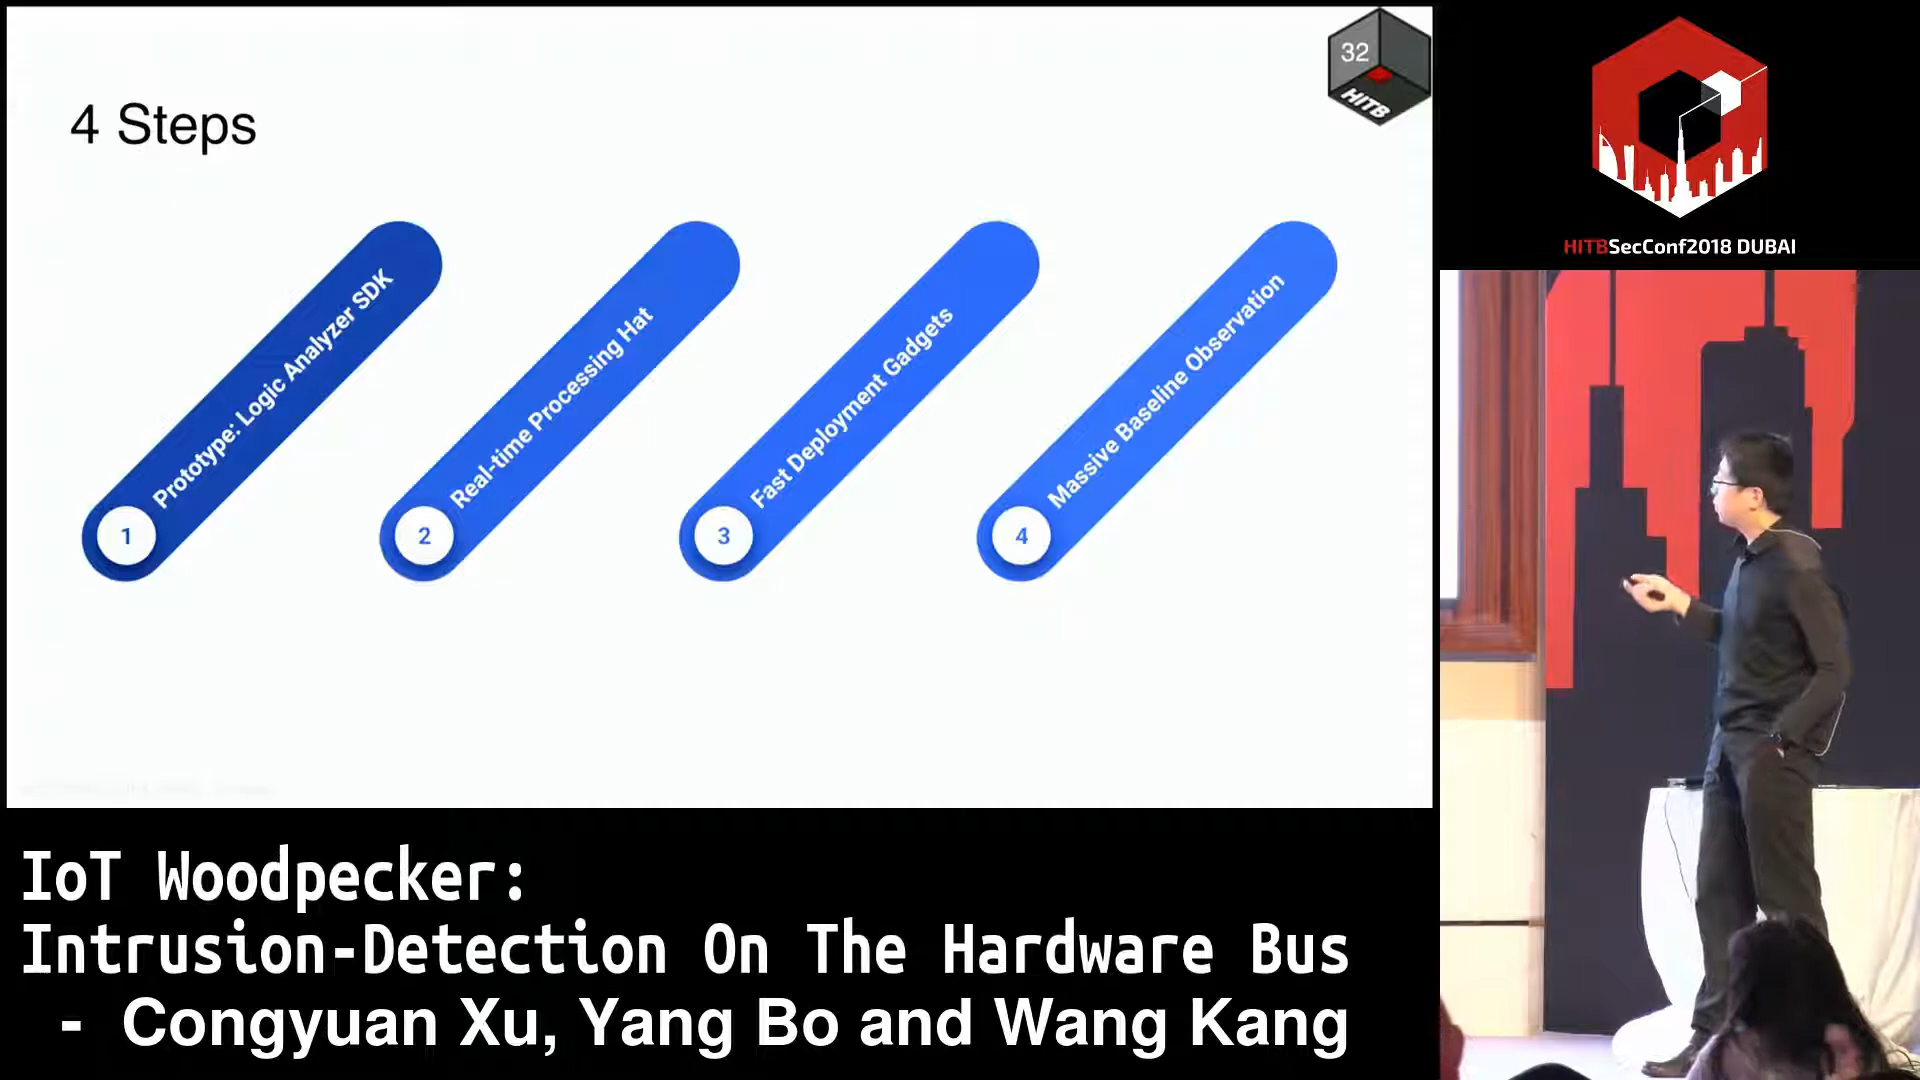 32
HITB
4 Steps
1 Prototype: Logic Analyzer SDK
2 Real-time Processing Hat
3 Fast Deployment Gadgets
4 Massive Baseline Observation
HITBSecConf2018 DUBAI
IoT Woodpecker:
Intrusion-Detection On The Hardware Bus
- Congyuan Xu, Yang Bo and Wang Kang